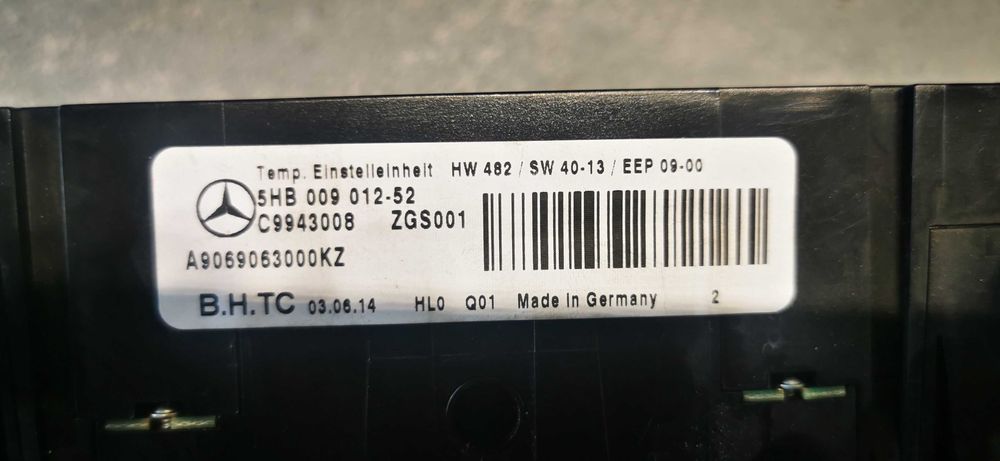 Temp. Einstelleinheit HW 482 / SW 40-13 / EEP 09-00
5HB 009 012-52
C9943008 ZGS001
A9069063000KZ
B.H.TC 03.06.14 HL0 Q01 Made in Germany 2